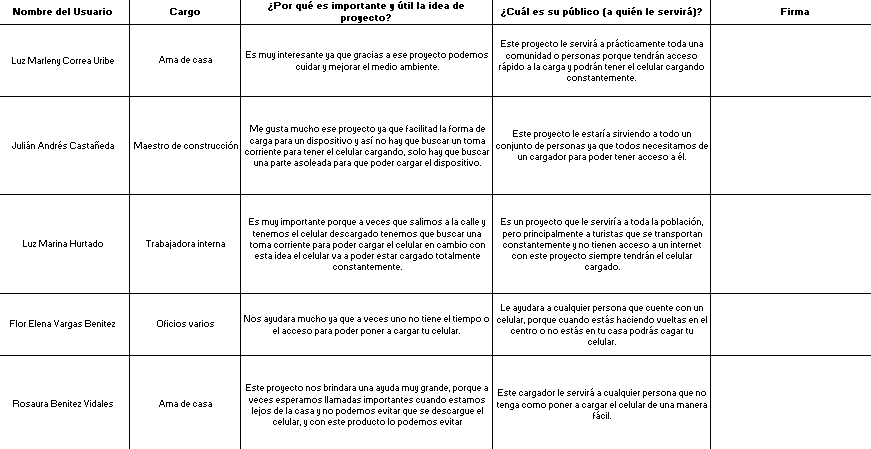 Nombre del Usuario
Cargo
¿Por qué es importante y útil la idea de
proyecto?
¿Cuál es su público (a quién le servirá)?
Firma
Luz Marleny Correa Uribe
Ama de casa
Es muy interesante ya que gracias a ese proyecto podemos
cuidar y mejorar el medio ambiente.
Este proyecto le servirá a prácticamente toda una
comunidad o personas porque tendrán acceso
rápido a la carga y podrán tener el celular cargando
constantemente.
Julián Andrés Castañeda
Maestro de construcción
Me gusta mucho ese proyecto ya que facilitad la forma de
carga para un dispositivo y así no hay que buscar un toma
corriente para tener el celular cargando, solo hay que buscar
una parte asoleada para que poder cargar el dispositivo.
Este proyecto le estaría sirviendo a todo un
conjunto de personas ya que todos necesitamos de
un cargador para poder tener acceso a él.
Luz Marina Hurtado
Trabajadora interna
Es muy importante porque a veces que salimos a la calle y
tenemos el celular descargado tenemos que buscar una
toma corriente para poder cargar el celular en cambio con
esta idea el celular va a poder estar cargado totalmente
constantemente.
Es un proyecto que le serviría a toda la población,
pero principalmente a turistas que se transportan
constantemente y no tienen acceso a un internet
con este proyecto siempre tendrán el celular
cargado.
Flor Elena Vargas Benitez
Oficios varios
Nos ayudara mucho ya que a veces uno no tiene el tiempo o
el acceso para poder poner a cargar tu celular.
Le ayudara a cualquier persona que cuente con un
celular, porque cuando estás haciendo vueltas en el
centro o no estás en tu casa podrás cagar tu
celular.
Rosaura Benitez Vidales
Ama de casa
Este proyecto nos brindara una ayuda muy grande, porque a
veces esperamos llamadas importantes cuando estamos
lejos de la casa y no podemos evitar que se descargue el
celular, y con este producto lo podemos evitar
Este cargador le servirá a cualquier persona que no
tenga como poner a cargar el celular de una manera
fácil.